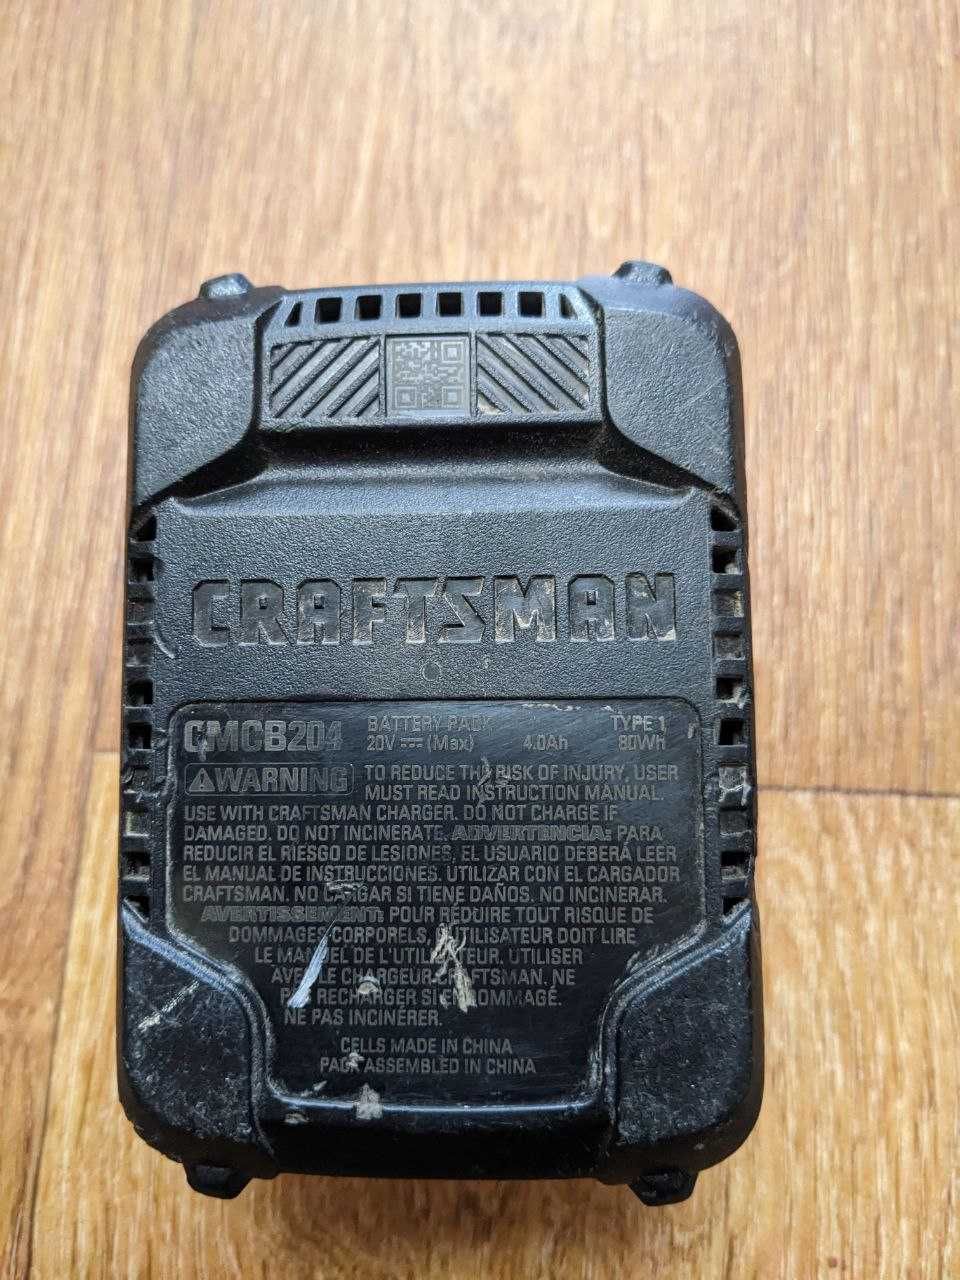 CRAFTSMAN
CMCB204 BATTERY PACK TYPE 1
20V ⎓ (Max) 4.0Ah 80Wh
⚠WARNING TO REDUCE THE RISK OF INJURY, USER
MUST READ INSTRUCTION MANUAL.
USE WITH CRAFTSMAN CHARGER. DO NOT CHARGE IF
DAMAGED. DO NOT INCINERATE. ADVERTENCIA: PARA
REDUCIR EL RIESGO DE LESIONES, EL USUARIO DEBERÁ LEER
EL MANUAL DE INSTRUCCIONES. UTILIZAR CON EL CARGADOR
CRAFTSMAN. NO CARGAR SI TIENE DAÑOS. NO INCINERAR.
AVERTISSEMENT: POUR RÉDUIRE TOUT RISQUE DE
DOMMAGES CORPORELS, L'UTILISATEUR DOIT LIRE
LE MANUEL DE L'UTILISATEUR. UTILISER
AVEC LE CHARGEUR CRAFTSMAN. NE
PAS RECHARGER SI ENDOMMAGÉ.
NE PAS INCINÉRER.
CELLS MADE IN CHINA
PACK ASSEMBLED IN CHINA